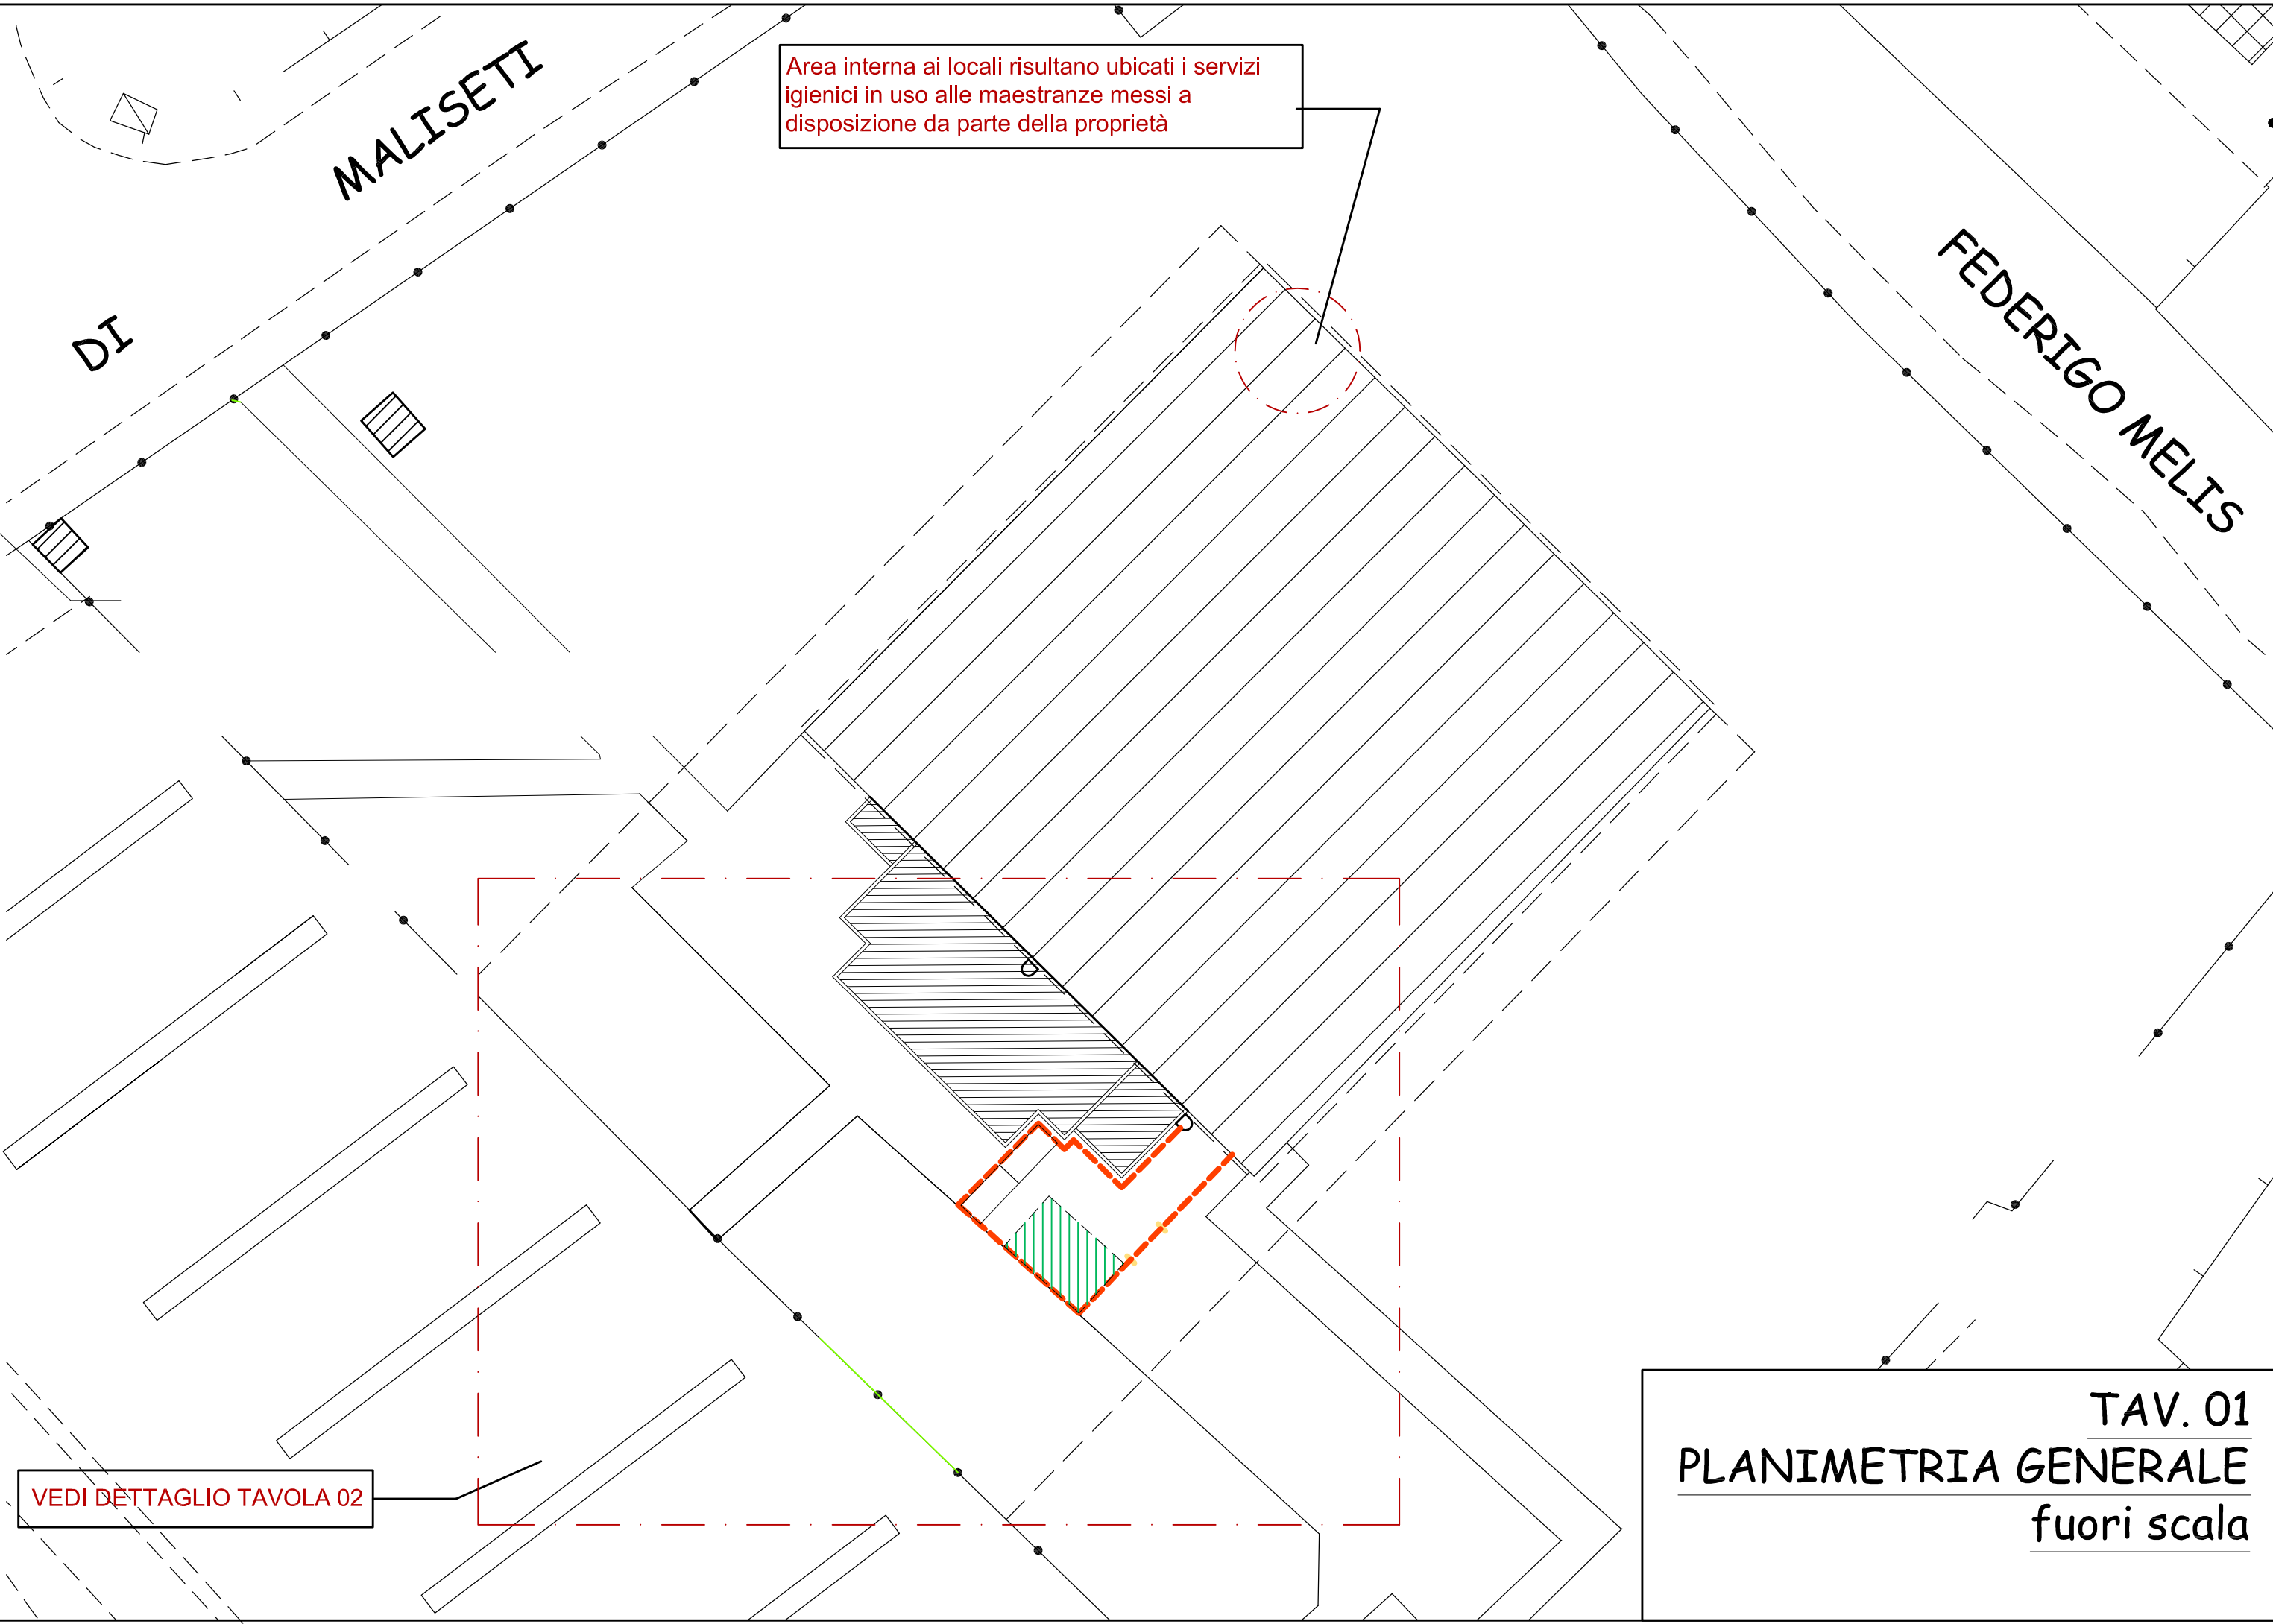 Area interna ai locali risultano ubicati i servizi
igienici in uso alle maestranze messi a
disposizione da parte della proprietà
DI MALISETI
FEDERIGO MELIS
VEDI DETTAGLIO TAVOLA 02
TAV. 01
PLANIMETRIA GENERALE
fuori scala